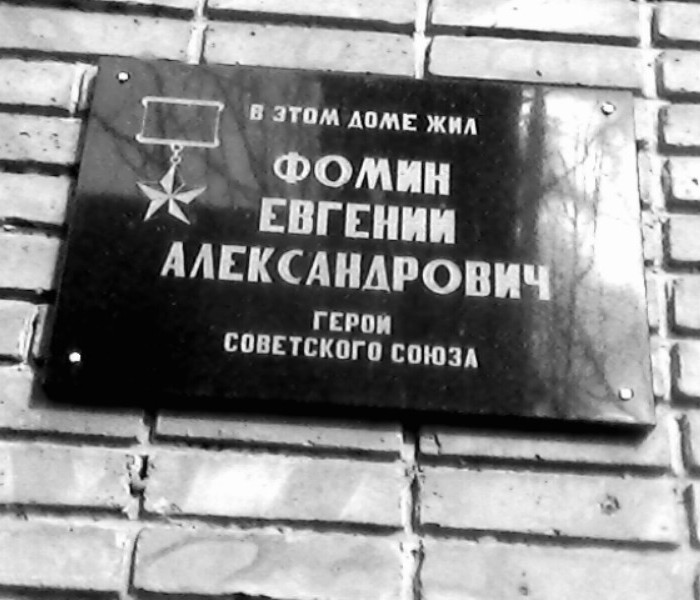 В ЭТОМ ДОМЕ ЖИЛ
ФОМИН
ЕВГЕНИЙ
АЛЕКСАНДРОВИЧ
ГЕРОЙ
СОВЕТСКОГО СОЮЗА